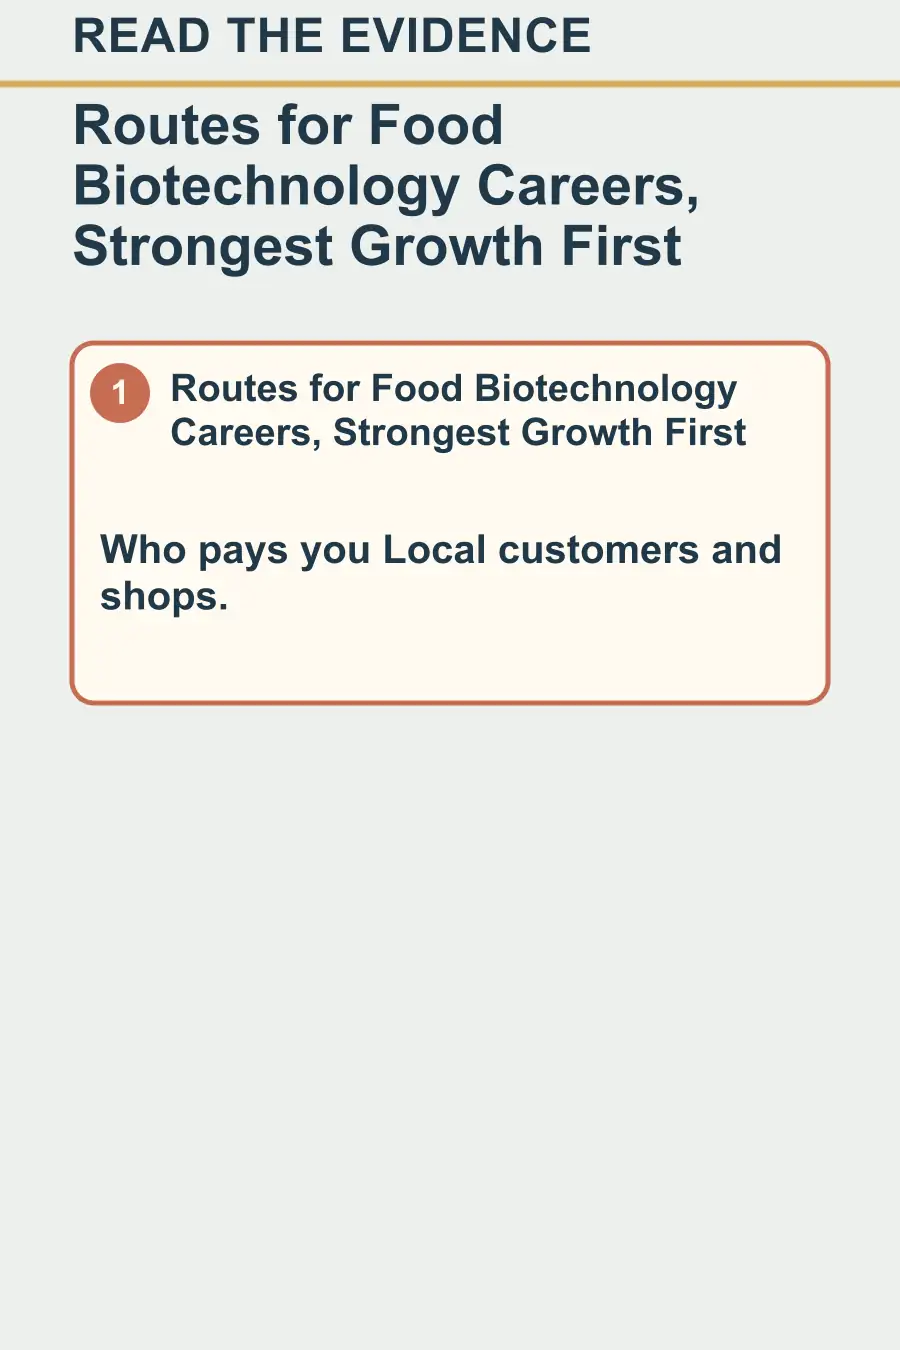 READ THE EVIDENCE
Routes for Food
Biotechnology Careers,
Strongest Growth First
1
Routes for Food Biotechnology
Careers, Strongest Growth First
Who pays you Local customers and
shops.